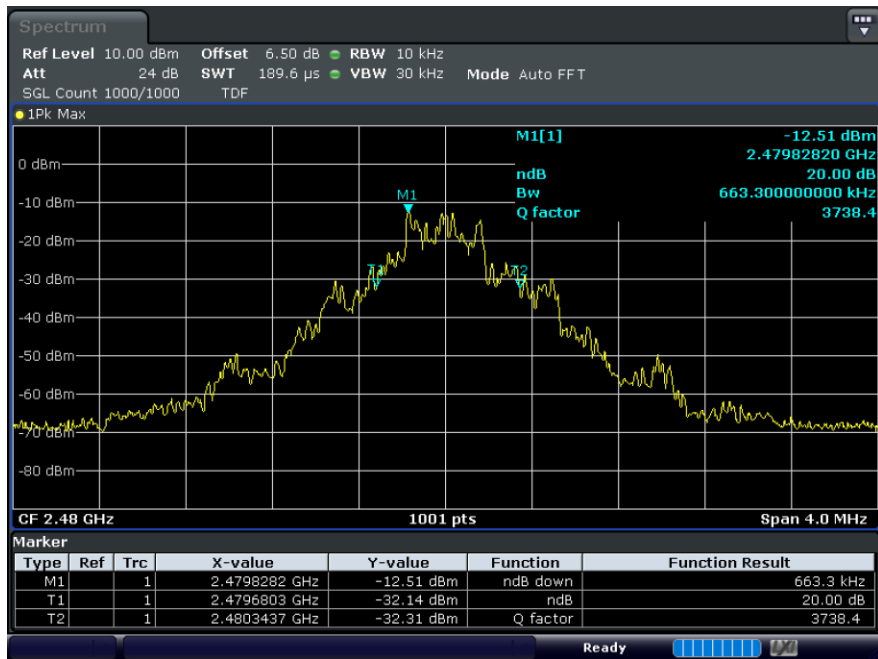 Spectrum
Ref Level 10.00 dBm Offset 6.50 dB RBW 10 kHz
Att 24 dB SWT 189.6 µs VBW 30 kHz Mode Auto FFT
SGL Count 1000/1000 TDF
1Pk Max
M1[1] -12.51 dBm
2.47982820 GHz
ndB 20.00 dB
Bw 663.300000000 kHz
Q factor 3738.4
0 dBm
-10 dBm
M1
-20 dBm
T1 T2
-30 dBm
-40 dBm
-50 dBm
-60 dBm
-70 dBm
-80 dBm
CF 2.48 GHz 1001 pts Span 4.0 MHz
Marker
Type Ref Trc X-value Y-value Function Function Result
M1 1 2.4798282 GHz -12.51 dBm ndB down 663.3 kHz
T1 1 2.4796803 GHz -32.14 dBm ndB 20.00 dB
T2 1 2.4803437 GHz -32.31 dBm Q factor 3738.4
Ready